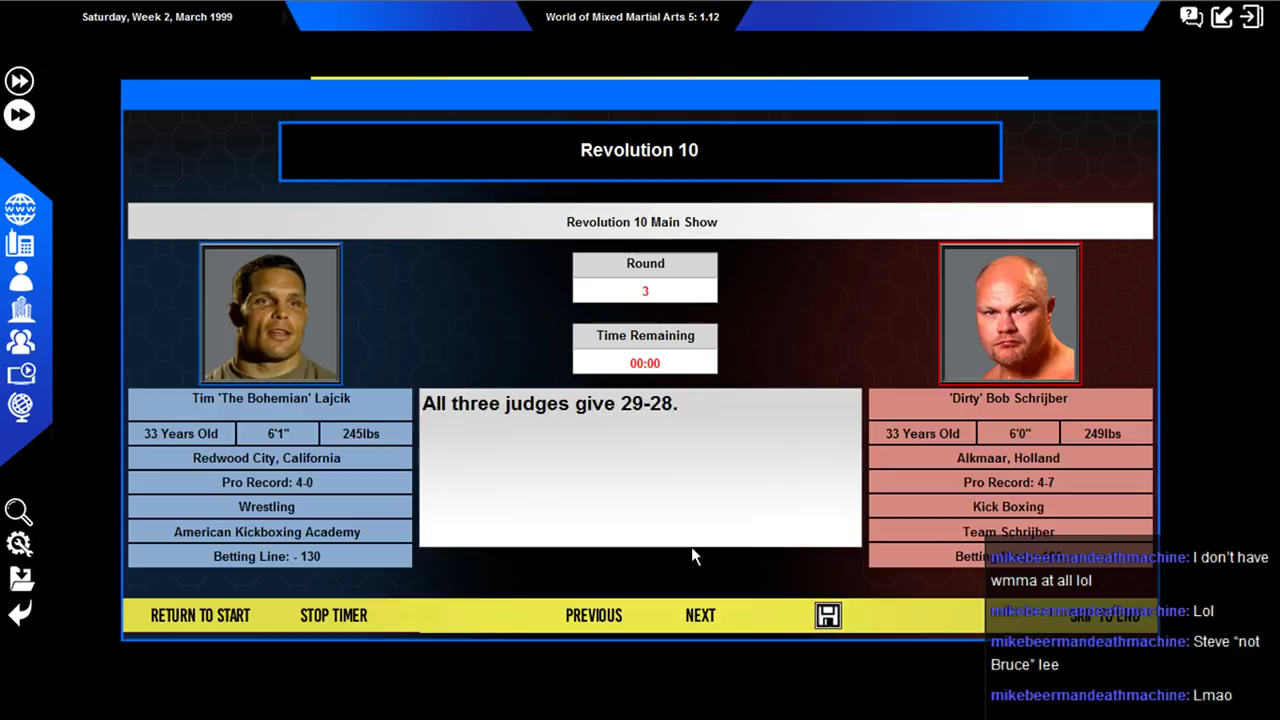 Saturday, Week 2, March 1999
World of Mixed Martial Arts 5: 1.12
Revolution 10
Revolution 10 Main Show
Round
3
Time Remaining
00:00
Tim 'The Bohemian' Lajcik
33 Years Old
6'1"
245lbs
Redwood City, California
Pro Record: 4-0
Wrestling
American Kickboxing Academy
Betting Line: - 130
All three judges give 29-28.
'Dirty' Bob Schrijber
33 Years Old
6'0"
249lbs
Alkmaar, Holland
Pro Record: 4-7
Kick Boxing
Team Schrijber
RETURN TO START
STOP TIMER
PREVIOUS
NEXT
SKIP TO END
mikebeermandeathmachine: I don't have
wmma at all lol
mikebeermandeathmachine: Lol
mikebeermandeathmachine: Steve "not
Bruce" lee
mikebeermandeathmachine: Lmao